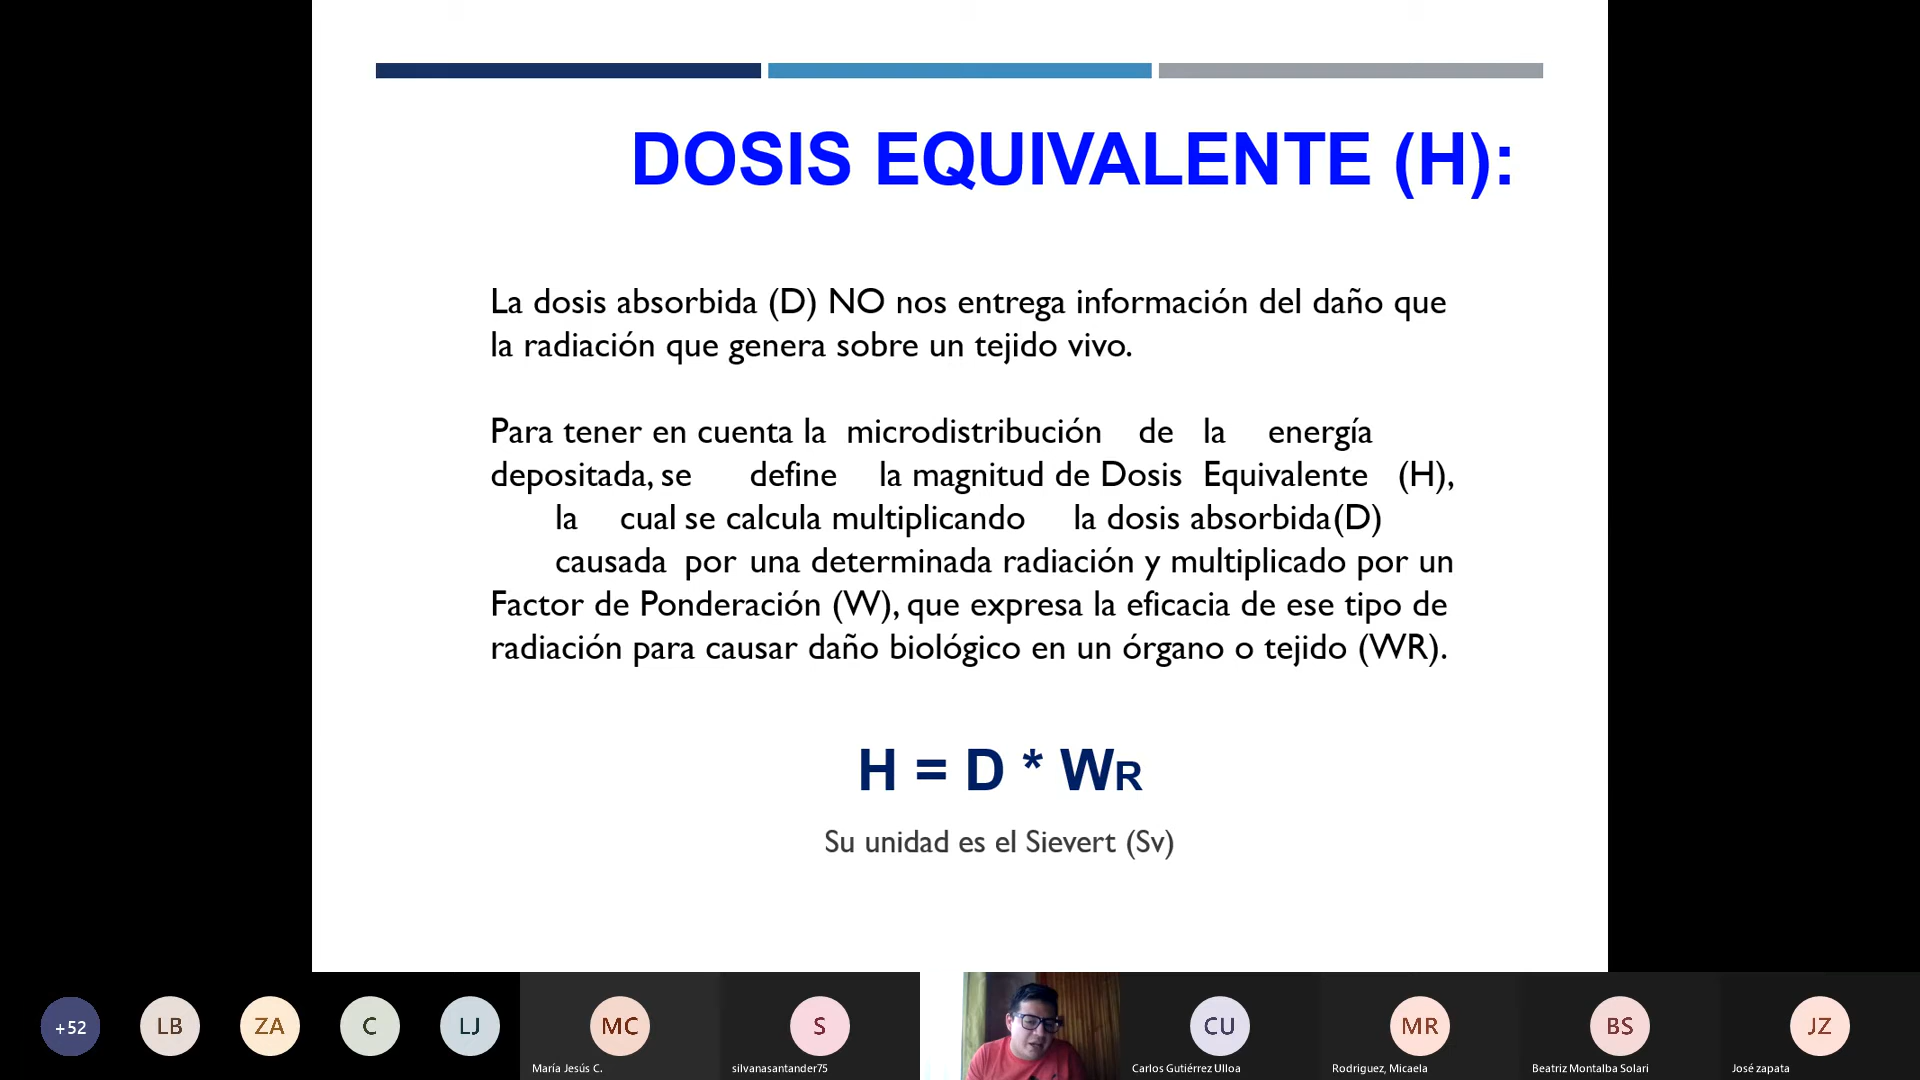 DOSIS EQUIVALENTE (H):
La dosis absorbida (D) NO nos entrega información del daño que
la radiación que genera sobre un tejido vivo.
Para tener en cuenta la microdistribución de la energía
depositada, se define la magnitud de Dosis Equivalente (H),
la cual se calcula multiplicando la dosis absorbida(D)
causada por una determinada radiación y multiplicado por un
Factor de Ponderación (W), que expresa la eficacia de ese tipo de
radiación para causar daño biológico en un órgano o tejido (WR).
H = D * WR
Su unidad es el Sievert (Sv)
+52
LB
ZA
C
LJ
MC
S
CU
MR
BS
JZ
María Jesús C.
silvanasantander75
Carlos Gutiérrez Ulloa
Rodriguez, Micaela
Beatriz Montalba Solari
José zapata